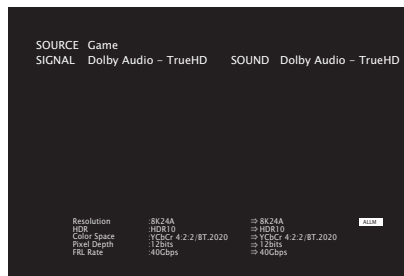 SOURCE Game
SIGNAL Dolby Audio – TrueHD SOUND Dolby Audio – TrueHD
Resolution :8K24A ⇒ 8K24A ALLM
HDR :HDR10 ⇒ HDR10
Color Space :YCbCr 4:2:2/BT.2020 ⇒ YCbCr 4:2:2/BT.2020
Pixel Depth :12bits ⇒ 12bits
FRL Rate :40Gbps ⇒ 40Gbps